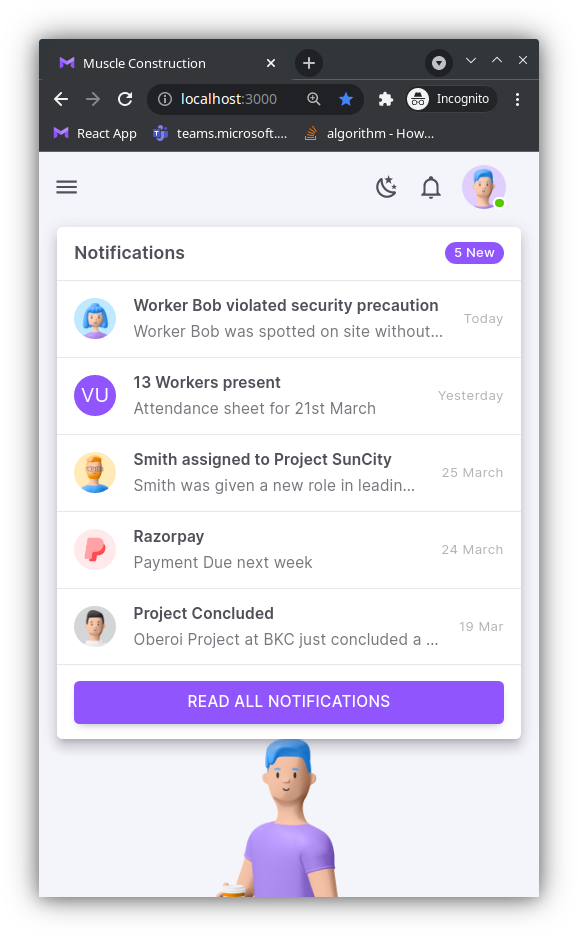 Muscle Construction
localhost:3000
Incognito
React App
teams.microsoft....
algorithm - How...
Notifications
5 New
Worker Bob violated security precaution
Worker Bob was spotted on site without...
Today
VU
13 Workers present
Attendance sheet for 21st March
Yesterday
Smith assigned to Project SunCity
Smith was given a new role in leadin...
25 March
Razorpay
Payment Due next week
24 March
Project Concluded
Oberoi Project at BKC just concluded a ...
19 Mar
READ ALL NOTIFICATIONS